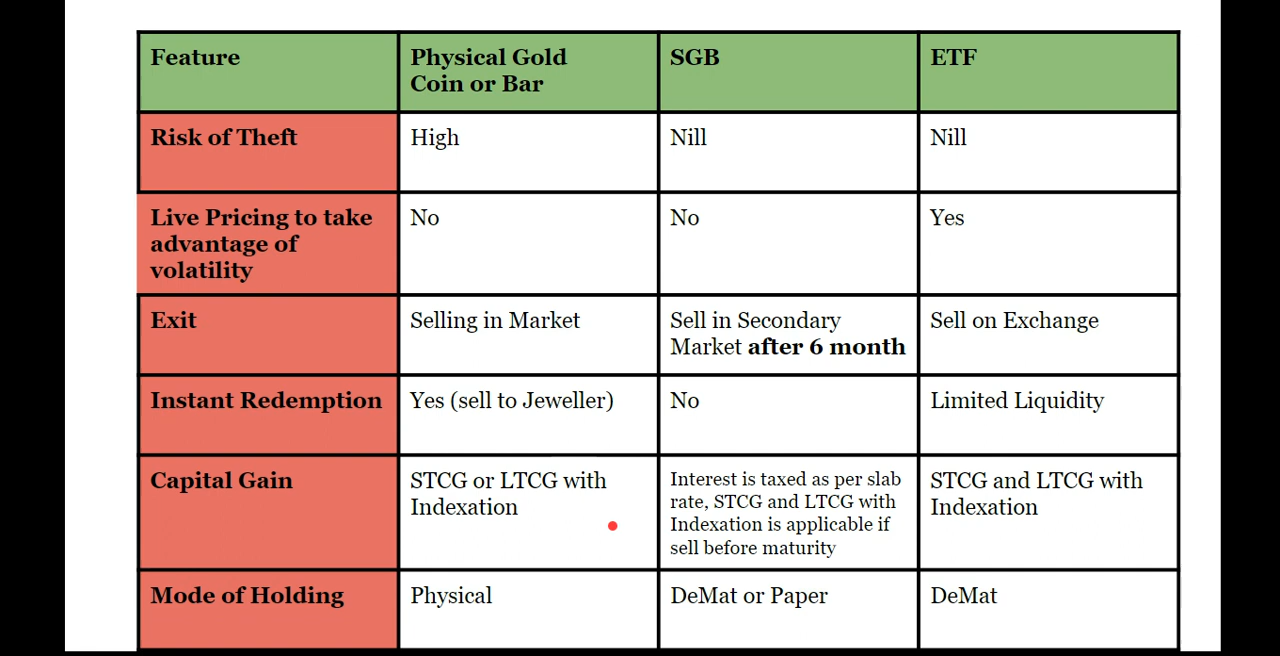 Feature
Physical Gold
Coin or Bar
SGB
ETF
Risk of Theft
High
Nill
Nill
Live Pricing to take
advantage of
volatility
No
No
Yes
Exit
Selling in Market
Sell in Secondary
Market after 6 month
Sell on Exchange
Instant Redemption
Yes (sell to Jeweller)
No
Limited Liquidity
Capital Gain
STCG or LTCG with
Indexation
Interest is taxed as per slab
rate, STCG and LTCG with
Indexation is applicable if
sell before maturity
STCG and LTCG with
Indexation
Mode of Holding
Physical
DeMat or Paper
DeMat